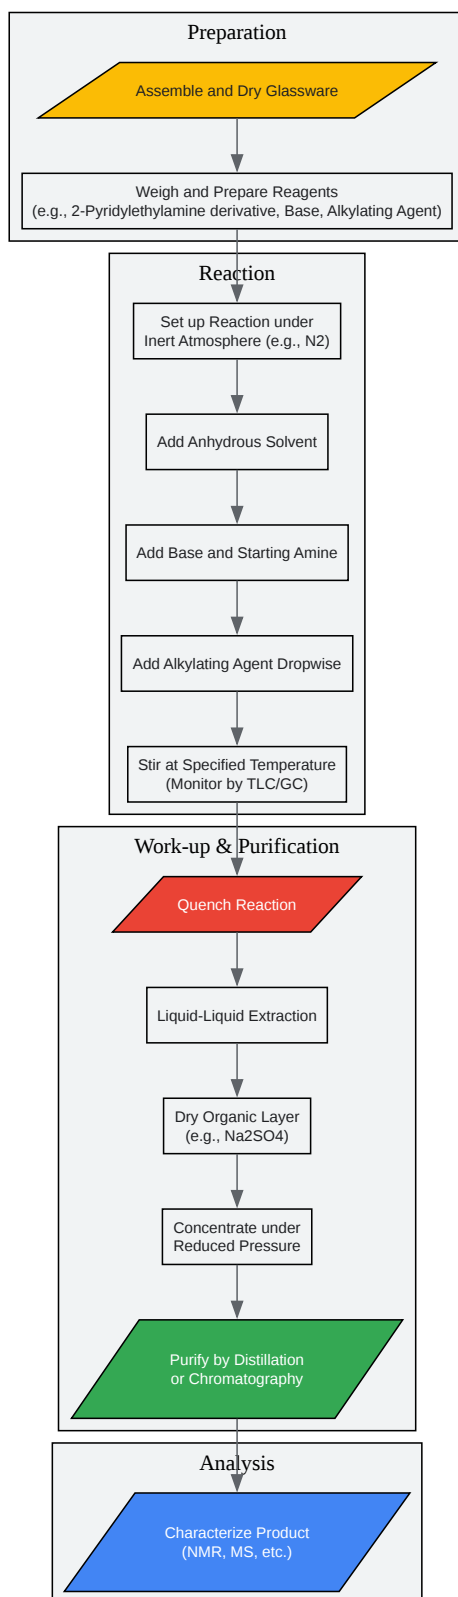 Preparation
Assemble and Dry Glassware
Weigh and Prepare Reagents
(e.g., 2-Pyridylethylamine derivative, Base, Alkylating Agent)
Reaction
Set up Reaction under
Inert Atmosphere (e.g., N2)
Add Anhydrous Solvent
Add Base and Starting Amine
Add Alkylating Agent Dropwise
Stir at Specified Temperature
(Monitor by TLC/GC)
Work-up & Purification
Quench Reaction
Liquid-Liquid Extraction
Dry Organic Layer
(e.g., Na2SO4)
Concentrate under
Reduced Pressure
Purify by Distillation
or Chromatography
Analysis
Characterize Product
(NMR, MS, etc.)